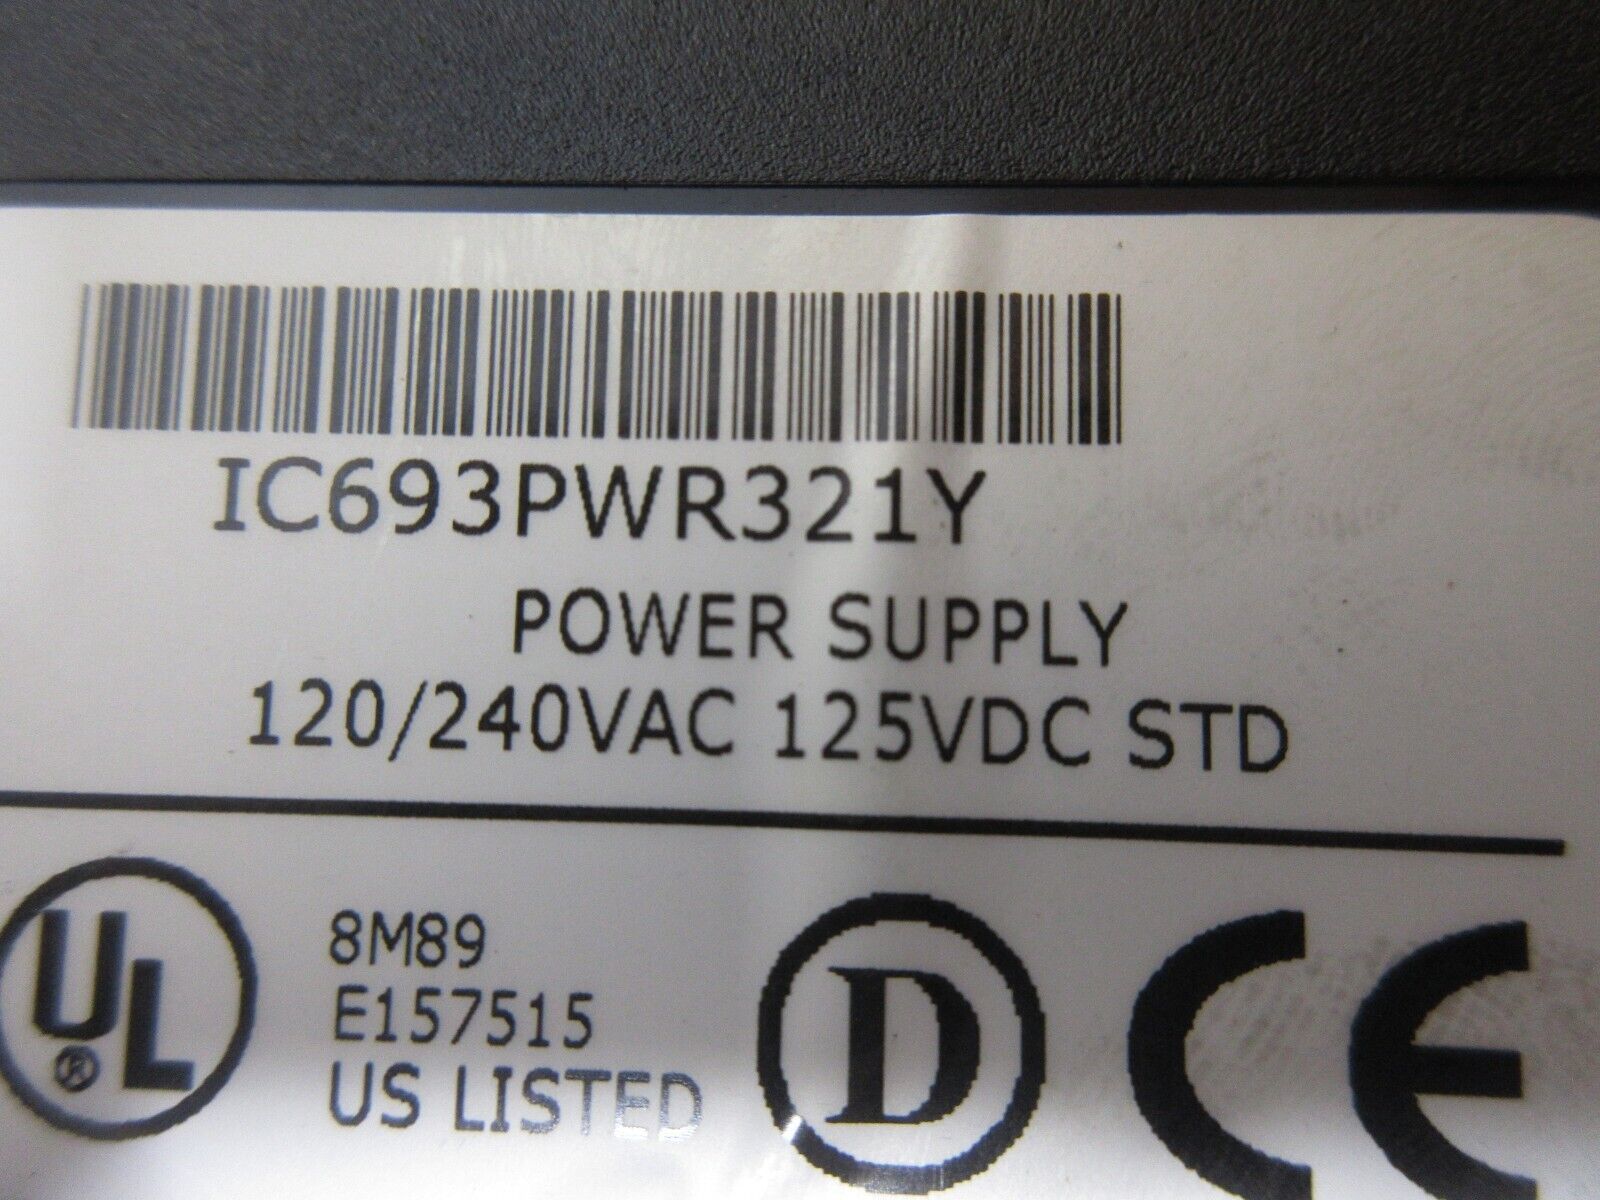 IC693PWR321Y
POWER SUPPLY
120/240VAC 125VDC STD
UL ®
8M89
E157515
US LISTED
D
CE